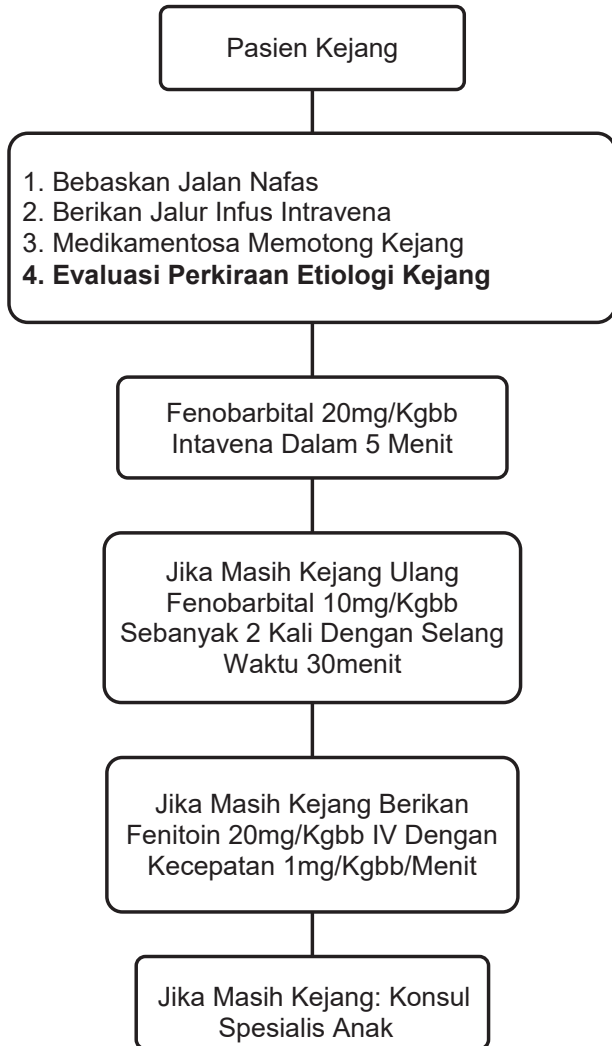 Pasien Kejang
1. Bebaskan Jalan Nafas
2. Berikan Jalur Infus Intravena
3. Medikamentosa Memotong Kejang
4. Evaluasi Perkiraan Etiologi Kejang
Fenobarbital 20mg/Kgbb
Intavena Dalam 5 Menit
Jika Masih Kejang Ulang
Fenobarbital 10mg/Kgbb
Sebanyak 2 Kali Dengan Selang
Waktu 30menit
Jika Masih Kejang Berikan
Fenitoin 20mg/Kgbb IV Dengan
Kecepatan 1mg/Kgbb/Menit
Jika Masih Kejang: Konsul
Spesialis Anak